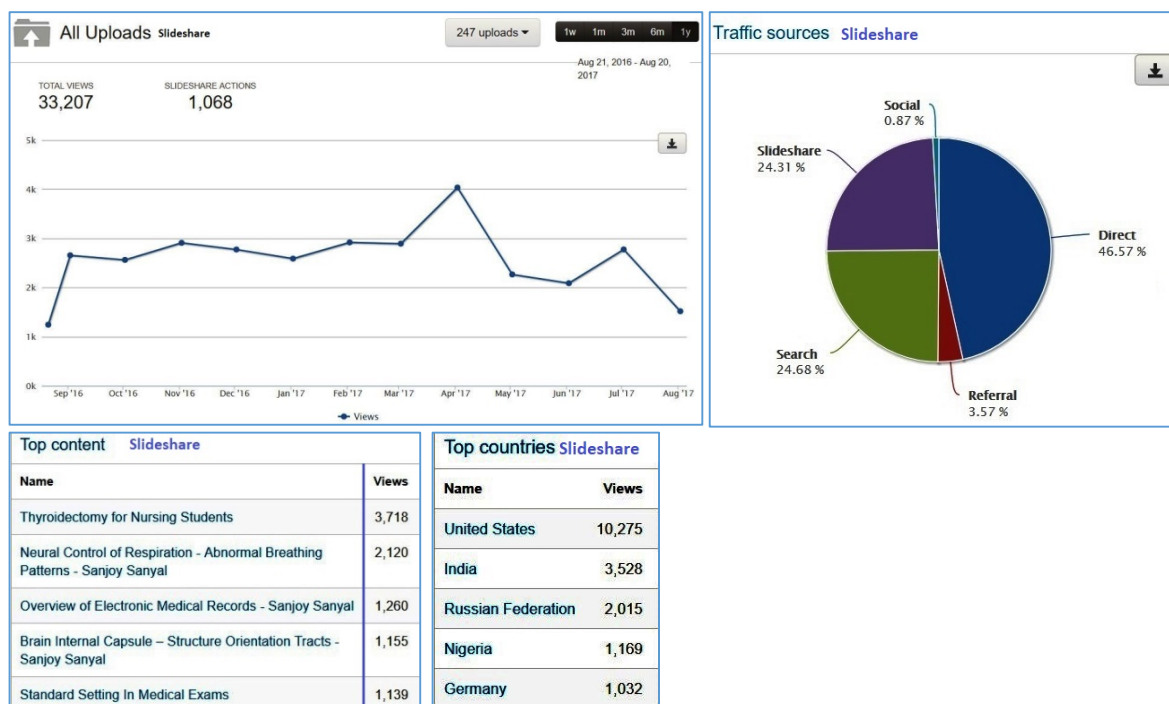 All Uploads Slideshare
247 uploads
1w 1m 3m 6m 1y
Aug 21, 2016 - Aug 20,
2017
TOTAL VIEWS
33,207
SLIDESHARE ACTIONS
1,068
5k
4k
3k
2k
1k
0k
Sep '16 Oct '16 Nov '16 Dec '16 Jan '17 Feb '17 Mar '17 Apr '17 May '17 Jun '17 Jul '17 Aug '17
Views
Traffic sources Slideshare
Social
0.87 %
Slideshare
24.31 %
Direct
46.57 %
Search
24.68 %
Referral
3.57 %
Top content Slideshare
Name Views
Thyroidectomy for Nursing Students 3,718
Neural Control of Respiration - Abnormal Breathing 2,120
Patterns - Sanjoy Sanyal
Overview of Electronic Medical Records - Sanjoy Sanyal 1,260
Brain Internal Capsule – Structure Orientation Tracts - 1,155
Sanjoy Sanyal
Standard Setting In Medical Exams 1,139
Top countries Slideshare
Name Views
United States 10,275
India 3,528
Russian Federation 2,015
Nigeria 1,169
Germany 1,032